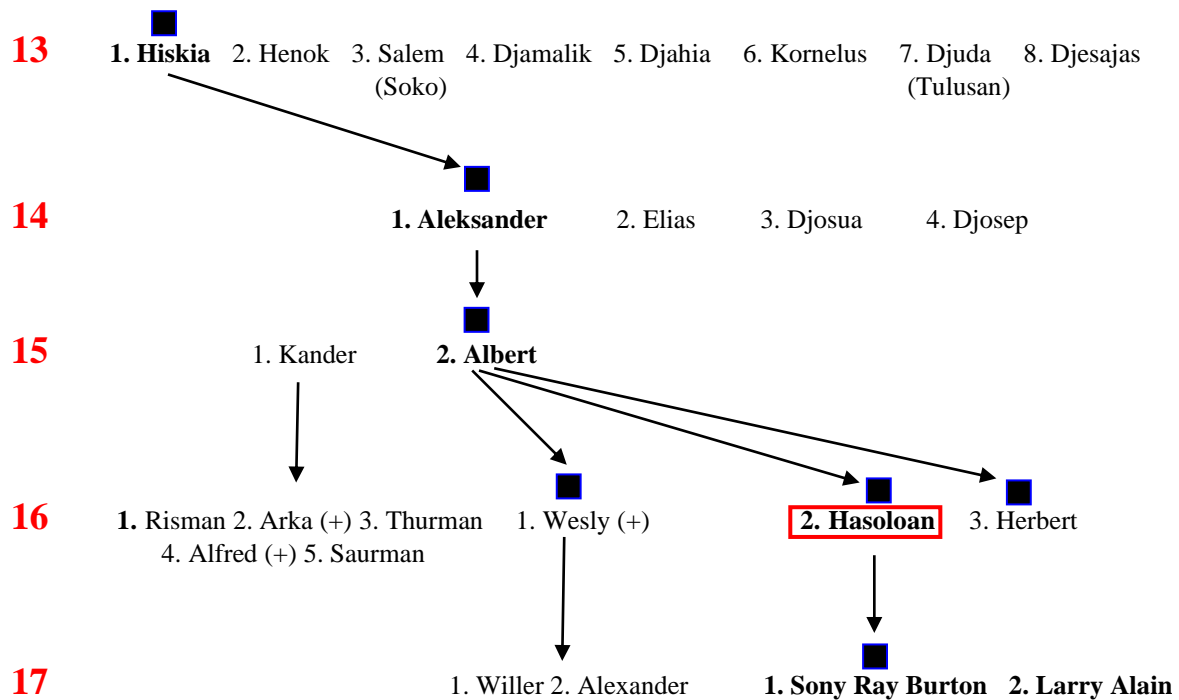 13 1. Hiskia 2. Henok 3. Salem 4. Djamalik 5. Djahia 6. Kornelus 7. Djuda 8. Djesajas
(Soko) (Tulusan)
14 1. Aleksander 2. Elias 3. Djosua 4. Djosep
15 1. Kander 2. Albert
16 1. Risman 2. Arka (+) 3. Thurman 1. Wesly (+) 2. Hasoloan 3. Herbert
4. Alfred (+) 5. Saurman
17 1. Willer 2. Alexander 1. Sony Ray Burton 2. Larry Alain